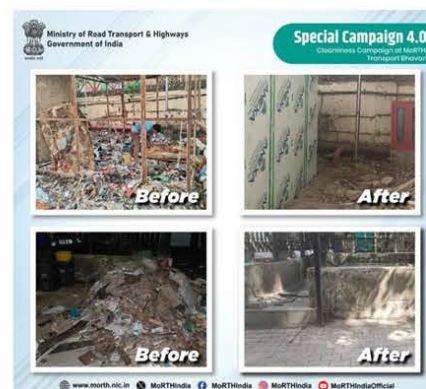 Ministry of Road Transport & Highways
Government of India
Special Campaign 4.0
Cleanliness Campaign at MoRTH
Transport Bhavan
Before
After
Before
After
www.morth.nic.in MoRTHIndia MoRTHIndia MoRTHIndia MoRTHIndiaOfficial